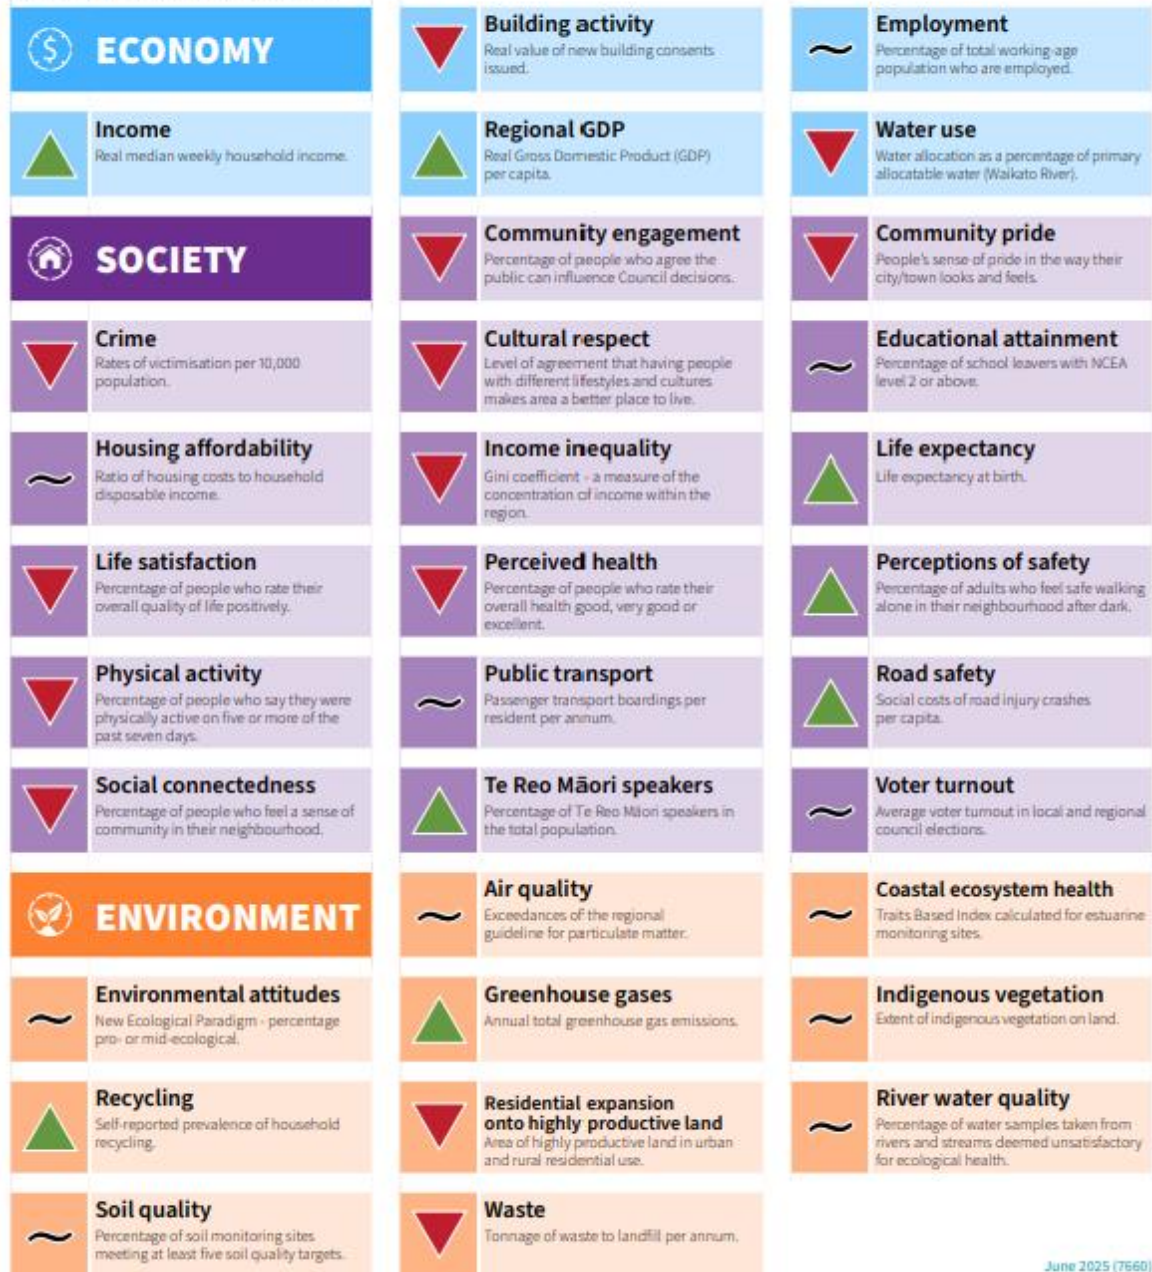 ECONOMY
Building activity
Real value of new building consents
issued.
Employment
Percentage of total working-age
population who are employed.
Income
Real median weekly household income.
Regional GDP
Real Gross Domestic Product (GDP)
per capita.
Water use
Water allocation as a percentage of primary
allocatable water (Waikato River).
SOCIETY
Community engagement
Percentage of people who agree the
public can influence Council decisions.
Community pride
People's sense of pride in the way their
city/town looks and feels.
Crime
Rates of victimisation per 10,000
population.
Cultural respect
Level of agreement that having people
with different lifestyles and cultures
makes area a better place to live.
Educational attainment
Percentage of school leavers with NCEA
level 2 or above.
Housing affordability
Ratio of housing costs to household
disposable income.
Income inequality
Gini coefficient - a measure of the
concentration of income within the
region.
Life expectancy
Life expectancy at birth.
Life satisfaction
Percentage of people who rate their
overall quality of life positively.
Perceived health
Percentage of people who rate their
overall health good, very good or
excellent.
Perceptions of safety
Percentage of adults who feel safe walking
alone in their neighbourhood after dark.
Physical activity
Percentage of people who say they were
physically active on five or more of the
past seven days.
Public transport
Passenger transport boardings per
resident per annum.
Road safety
Social costs of road injury crashes
per capita.
Social connectedness
Percentage of people who feel a sense of
community in their neighbourhood.
Te Reo Māori speakers
Percentage of Te Reo Māori speakers in
the total population.
Voter turnout
Average voter turnout in local and regional
council elections.
ENVIRONMENT
Air quality
Exceedances of the regional
guideline for particulate matter.
Coastal ecosystem health
Traits Based Index calculated for estuarine
monitoring sites.
Environmental attitudes
New Ecological Paradigm - percentage
pro- or mid-ecological.
Greenhouse gases
Annual total greenhouse gas emissions.
Indigenous vegetation
Extent of indigenous vegetation on land.
Recycling
Self-reported prevalence of household
recycling.
Residential expansion
onto highly productive land
Area of highly productive land in urban
and rural residential use.
River water quality
Percentage of water samples taken from
rivers and streams deemed unsatisfactory
for ecological health.
Soil quality
Percentage of soil monitoring sites
meeting at least five soil quality targets.
Waste
Tonnage of waste to landfill per annum.
June 2025 (7660)